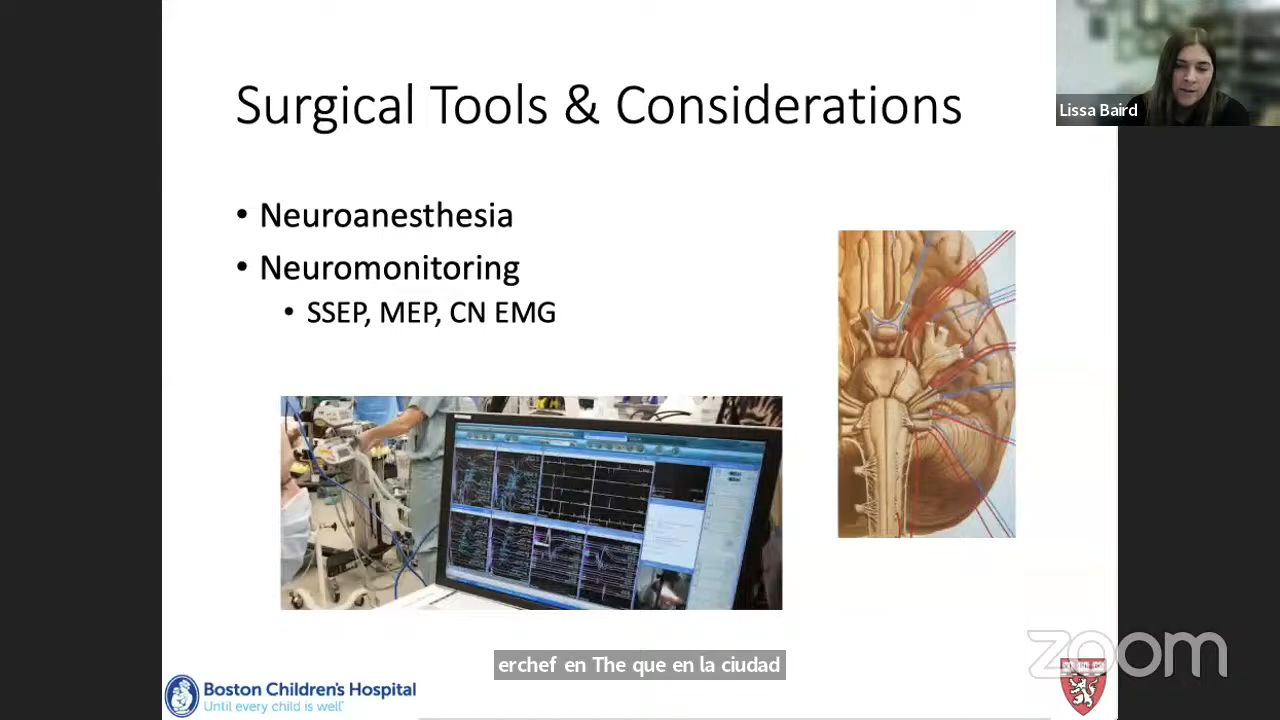 Surgical Tools & Considerations
Lissa Baird
• Neuroanesthesia
• Neuromonitoring
• SSEP, MEP, CN EMG
erchef en The que en la ciudad
zoom
Boston Children's Hospital
Until every child is well™